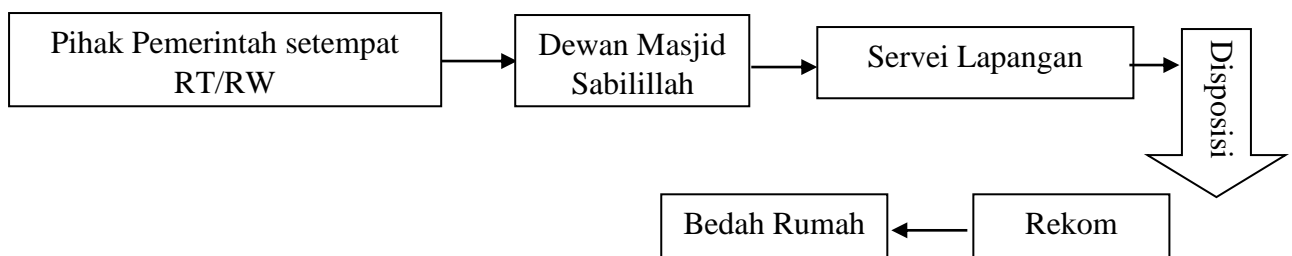 Pihak Pemerintah setempat
RT/RW
Dewan Masjid
Sabilillah
Servei Lapangan
Disposisi
Rekom
Bedah Rumah